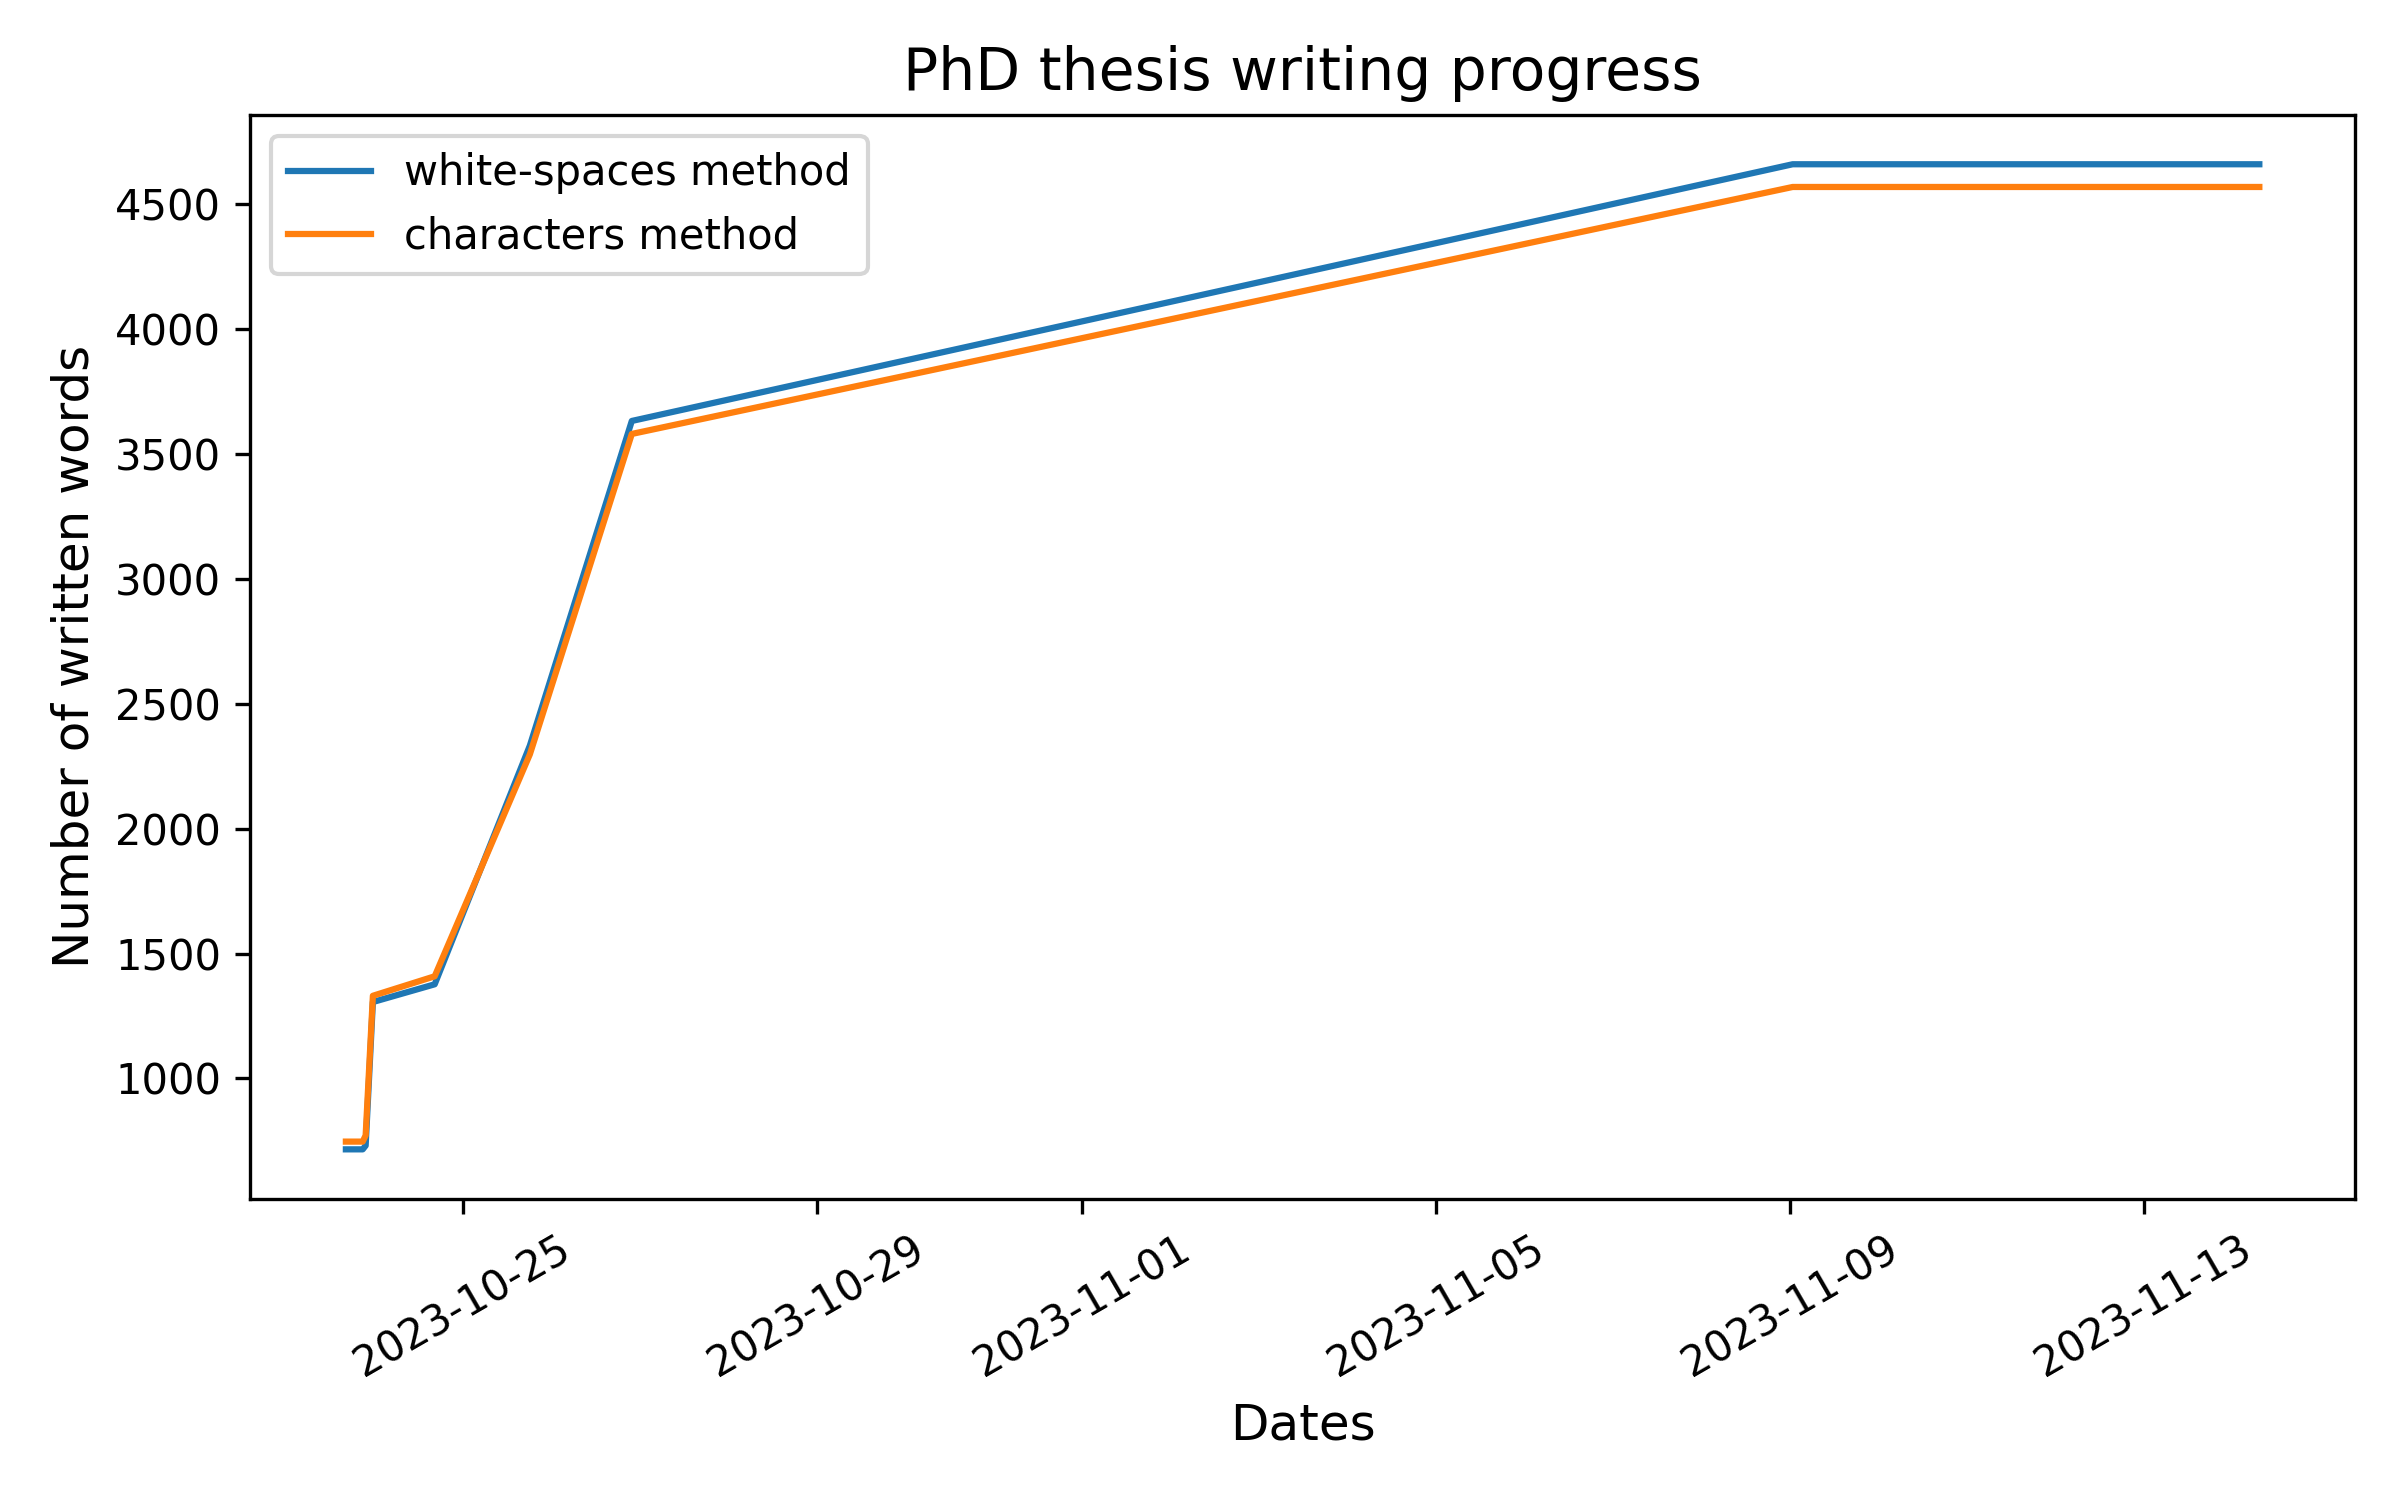 PhD thesis writing progress
white-spaces method
characters method
Number of written words
4500
4000
3500
3000
2500
2000
1500
1000
2023-10-25
2023-10-29
2023-11-01
2023-11-05
2023-11-09
2023-11-13
Dates